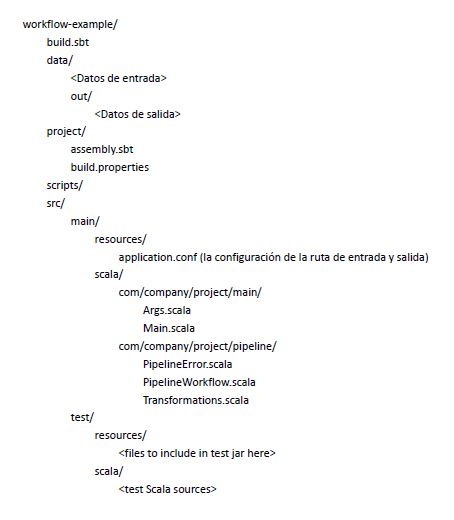 workflow-example/
build.sbt
data/
<Datos de entrada>
out/
<Datos de salida>
project/
assembly.sbt
build.properties
scripts/
src/
main/
resources/
application.conf (la configuración de la ruta de entrada y salida)
scala/
com/company/project/main/
Args.scala
Main.scala
com/company/project/pipeline/
PipelineError.scala
PipelineWorkflow.scala
Transformations.scala
test/
resources/
<files to include in test jar here>
scala/
<test Scala sources>